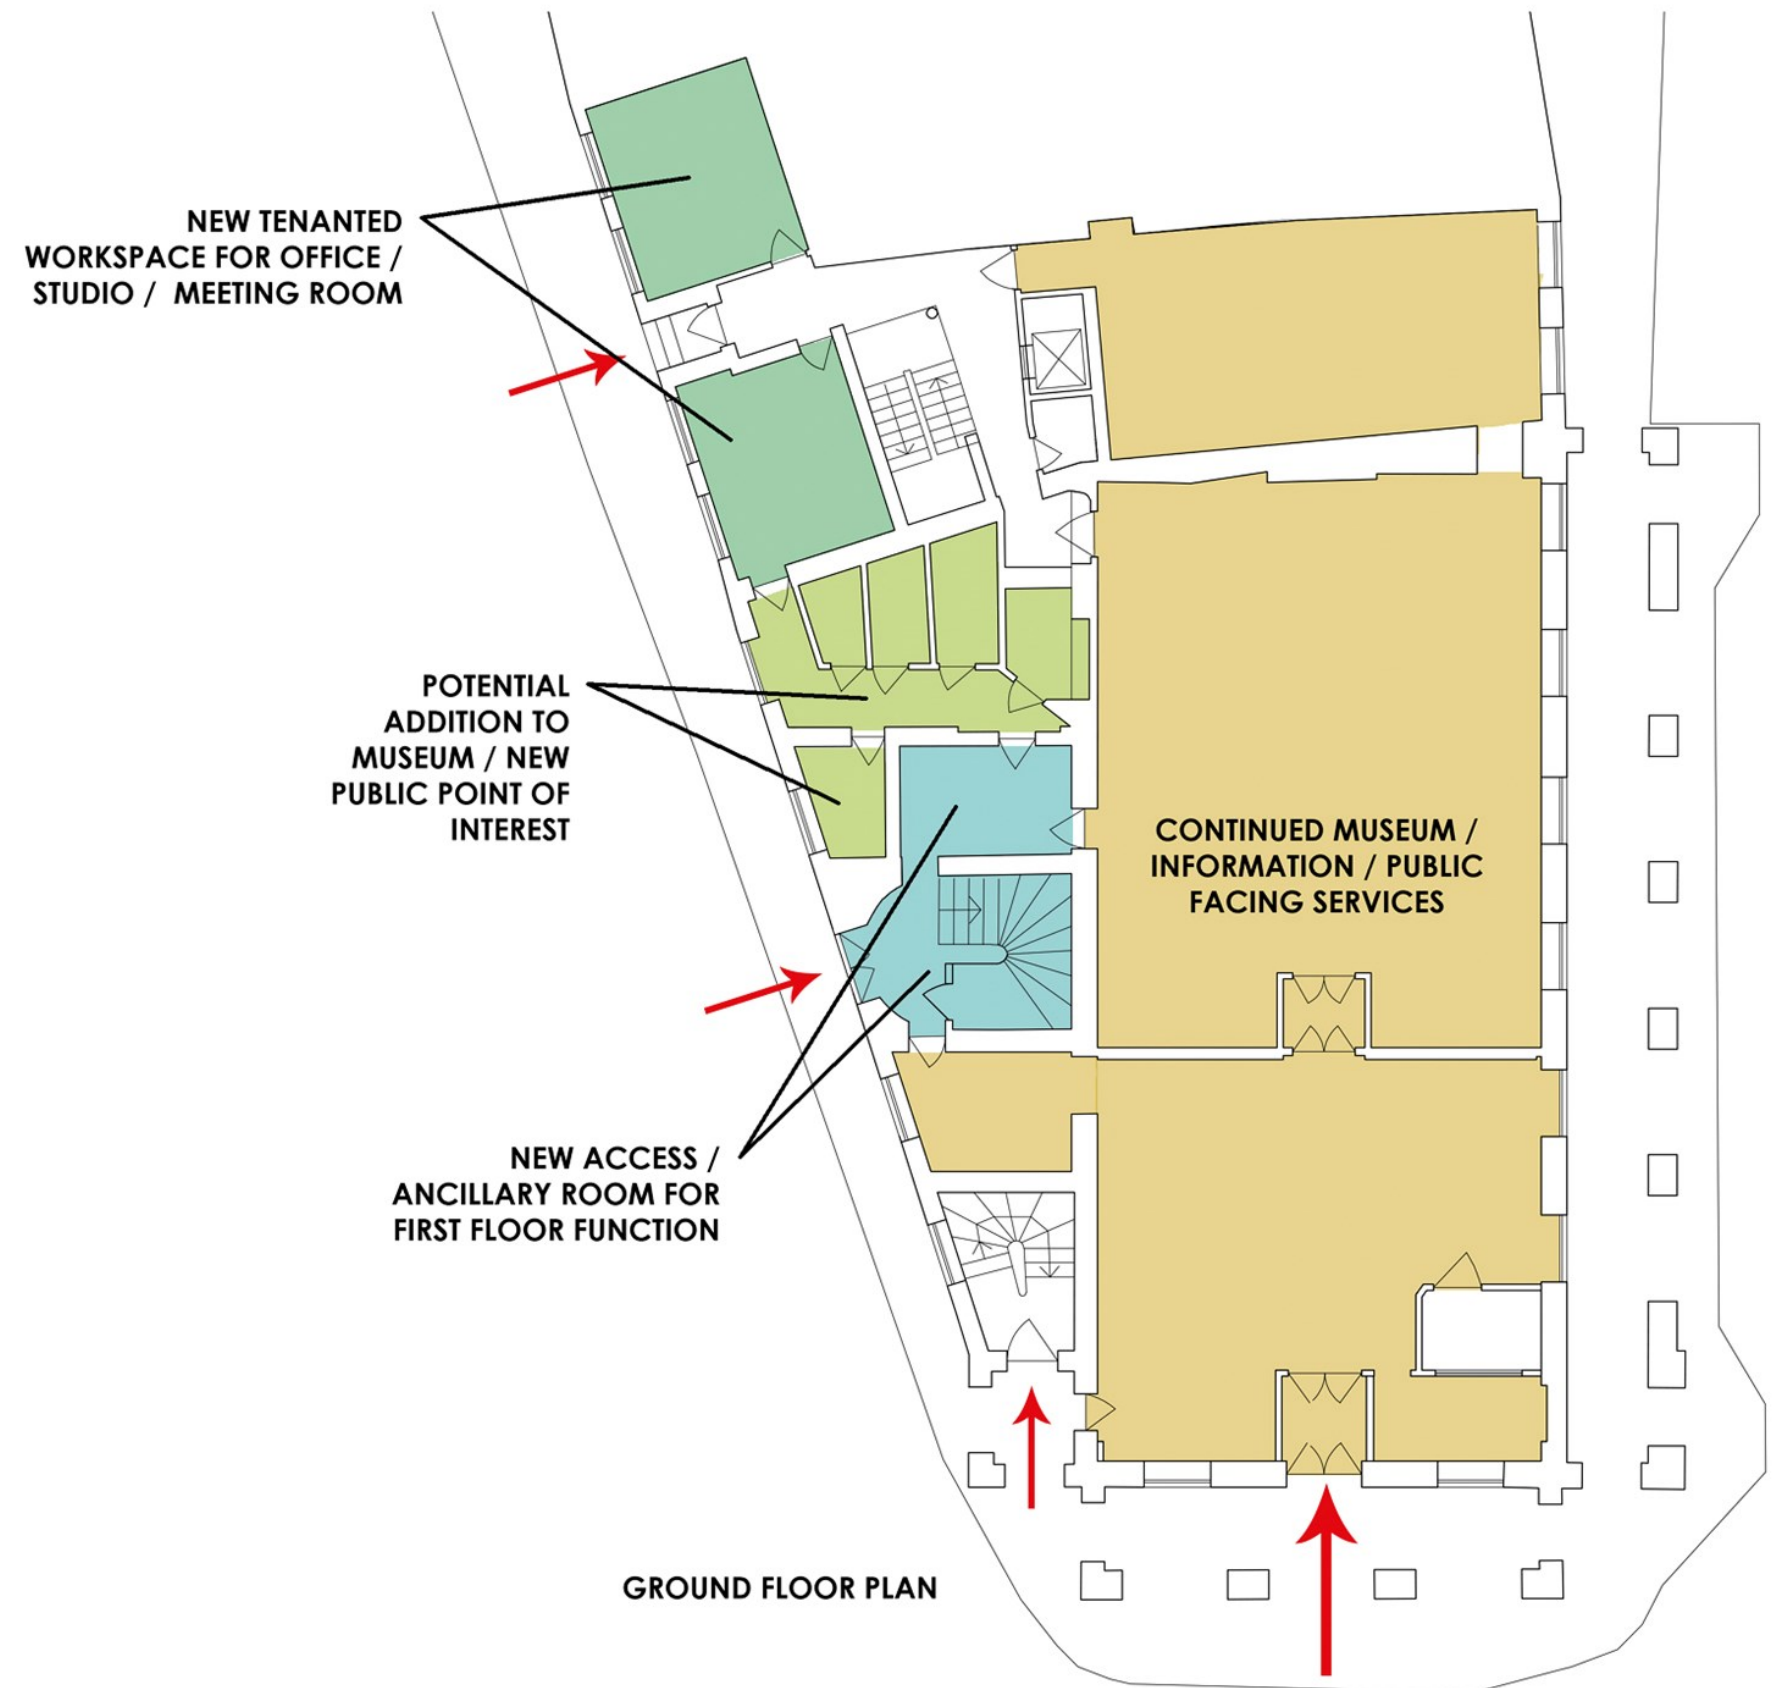 NEW TENANTED
WORKSPACE FOR OFFICE /
STUDIO / MEETING ROOM
POTENTIAL
ADDITION TO
MUSEUM / NEW
PUBLIC POINT OF
INTEREST
CONTINUED MUSEUM /
INFORMATION / PUBLIC
FACING SERVICES
NEW ACCESS /
ANCILLARY ROOM FOR
FIRST FLOOR FUNCTION
GROUND FLOOR PLAN